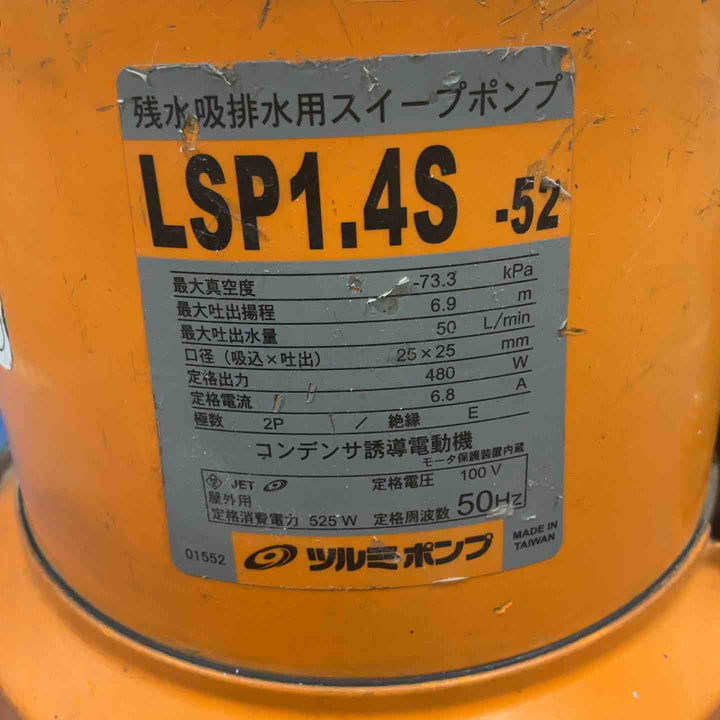 残水吸排水用スイープポンプ
LSP1.4S -52
最大真空度 -73.3 kPa
最大吐出揚程 6.9 m
最大吐出水量 50 L/min
口径（吸込×吐出） 25×25 mm
定格出力 480 W
定格電流 6.8 A
極数 2P / 絶縁 E
コンデンサ誘導電動機
モータ保護装置内蔵
JET 定格電圧 100V
屋外用
定格消費電力 525W 定格周波数 50Hz
01552 ツルミポンプ MADE IN
TAIWAN